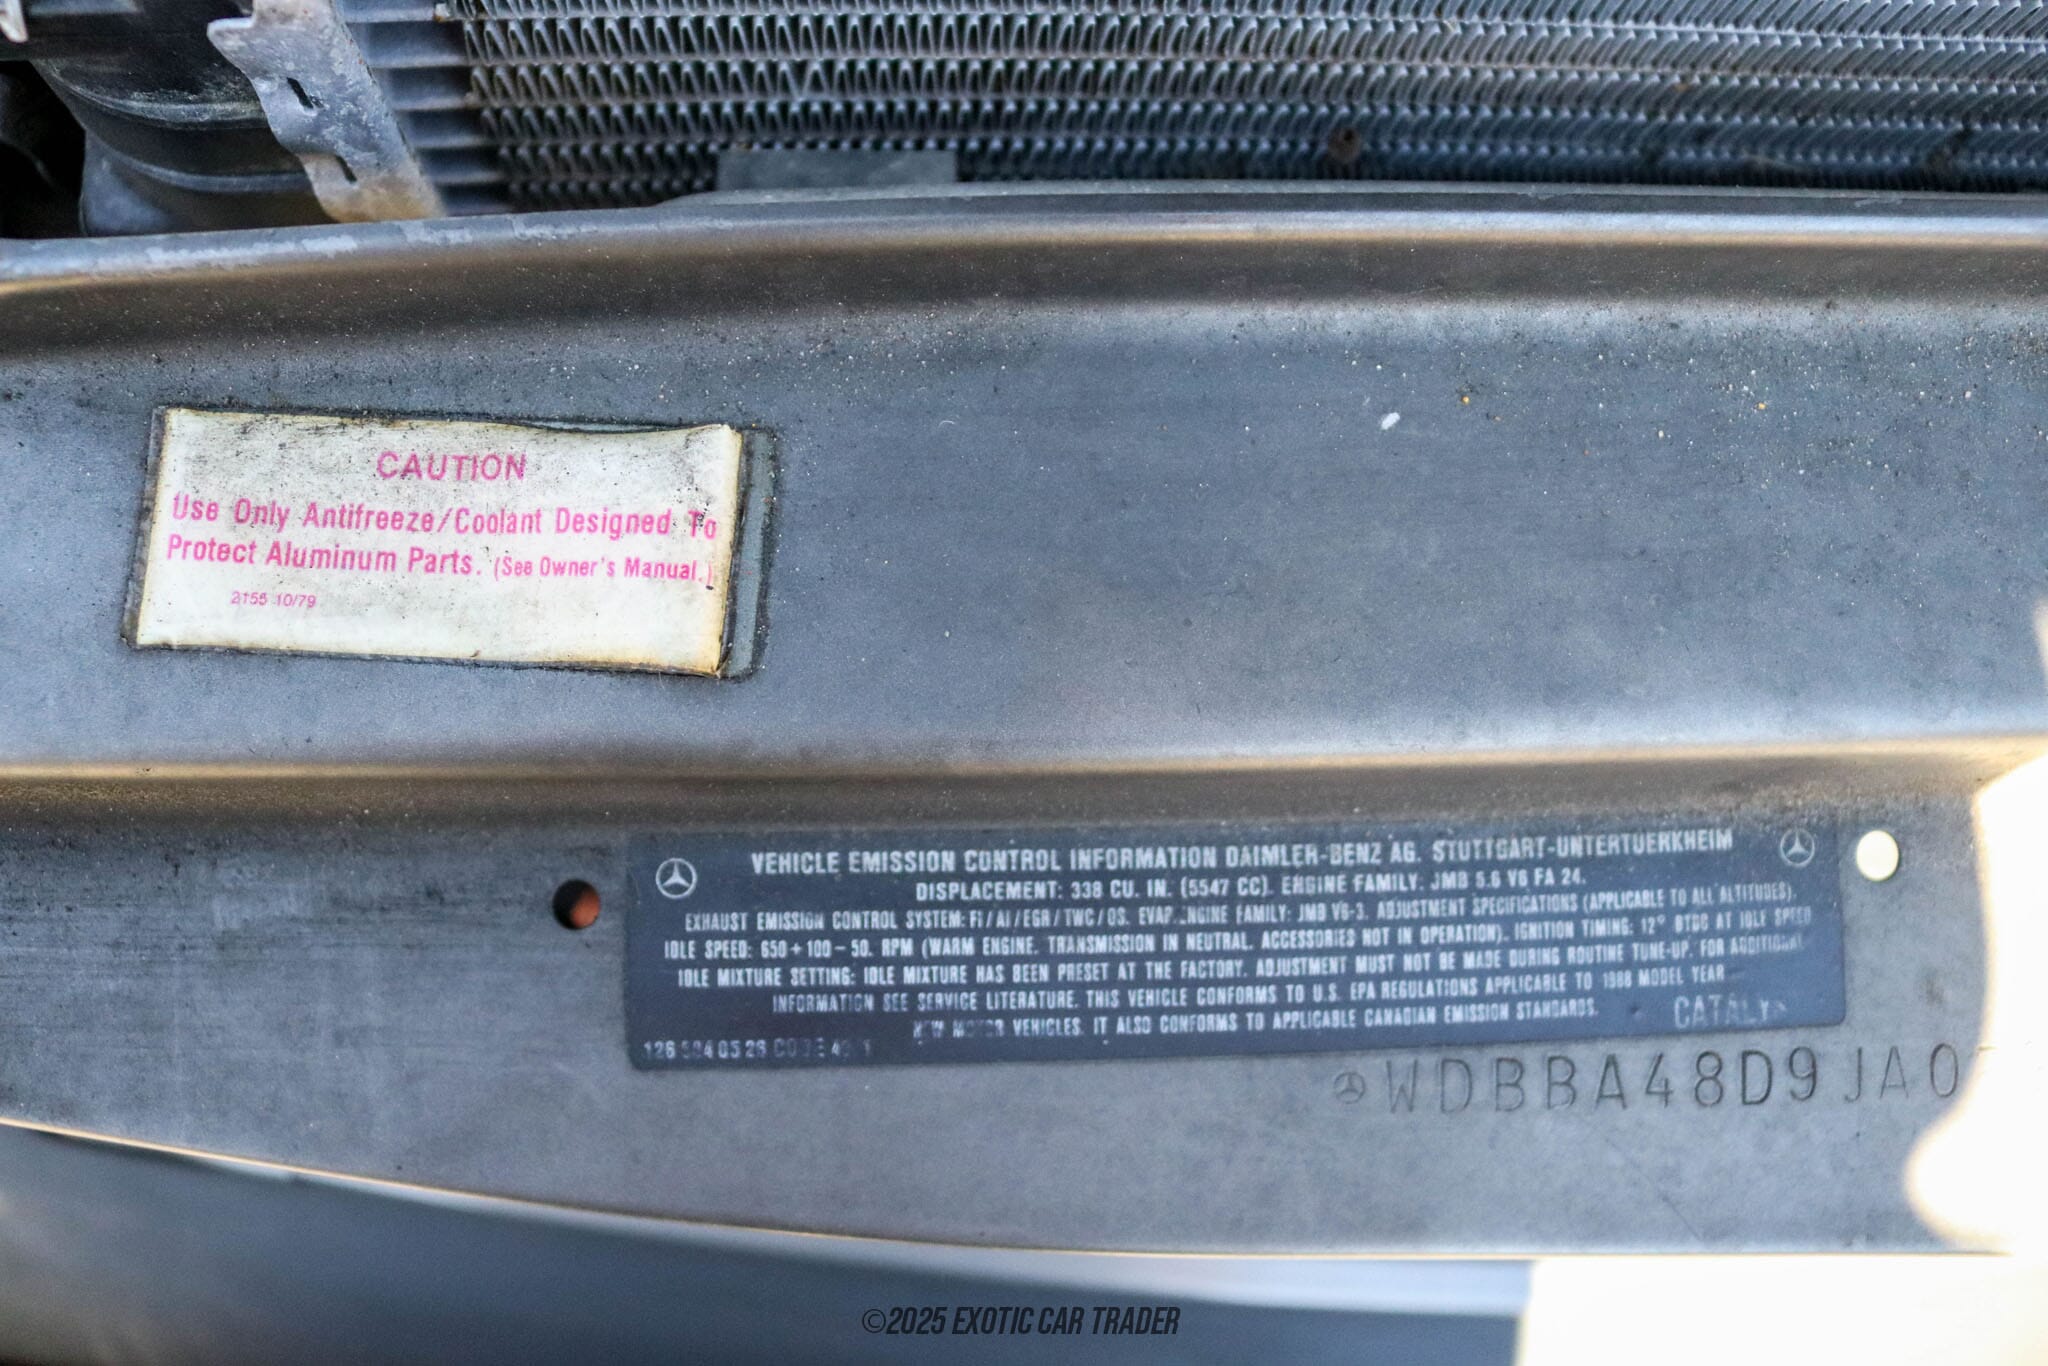 CAUTION
Use Only Antifreeze/Coolant Designed To
Protect Aluminum Parts. (See Owner's Manual.)
2155 10/79
VEHICLE EMISSION CONTROL INFORMATION DAIMLER-BENZ AG. STUTTGART-UNTERTUERKHEIM
DISPLACEMENT: 338 CU. IN. (5547 CC). ENGINE FAMILY: JMB 5.6 V8 FA 24.
EXHAUST EMISSION CONTROL SYSTEM: FI/AI/EGR/TWC/OS. EVAP. ENGINE FAMILY: JMB V6-3. ADJUSTMENT SPECIFICATIONS (APPLICABLE TO ALL ALTITUDES).
IDLE SPEED: 650 + 100 - 50. RPM (WARM ENGINE. TRANSMISSION IN NEUTRAL. ACCESSORIES NOT IN OPERATION). IGNITION TIMING: 12° BTDC AT IDLE SPEED
IDLE MIXTURE SETTING: IDLE MIXTURE HAS BEEN PRESET AT THE FACTORY. ADJUSTMENT MUST NOT BE MADE DURING ROUTINE TUNE-UP. FOR ADDITIONAL
INFORMATION SEE SERVICE LITERATURE. THIS VEHICLE CONFORMS TO U.S. EPA REGULATIONS APPLICABLE TO 1988 MODEL YEAR
NEW MOTOR VEHICLES. IT ALSO CONFORMS TO APPLICABLE CANADIAN EMISSION STANDARDS.
CATALY
126 584 05 26 CODE
WDBBA48D9JA0
©2025 EXOTIC CAR TRADER